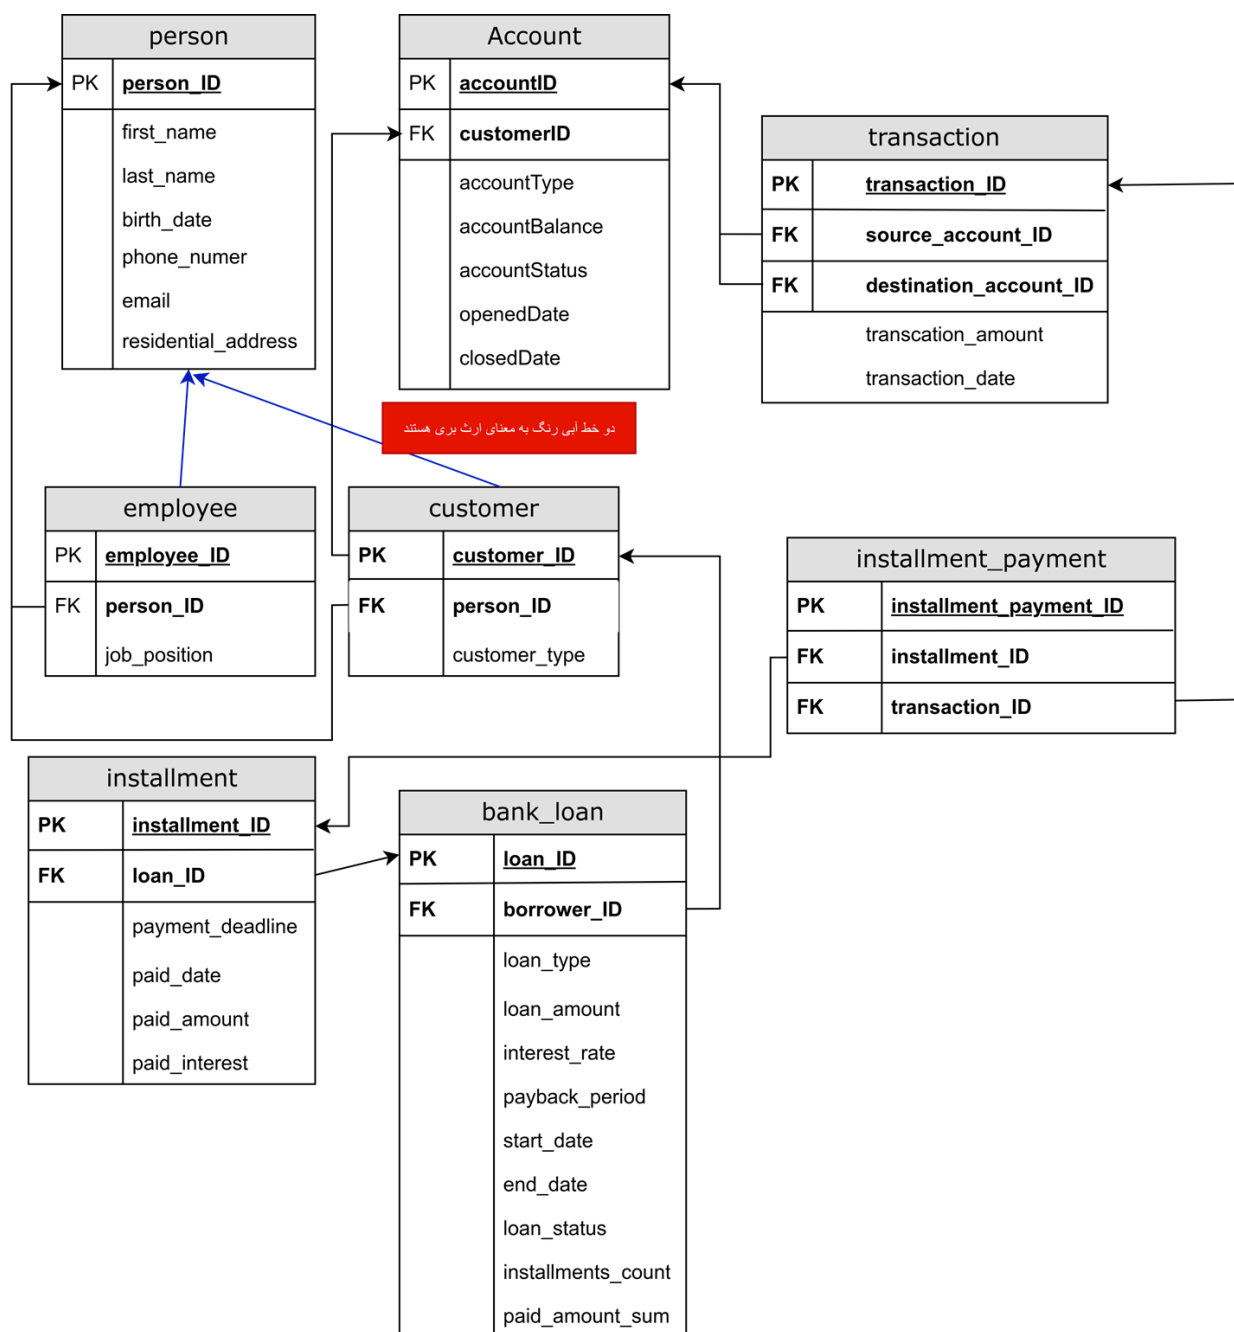 person
PK person_ID
first_name
last_name
birth_date
phone_numer
email
residential_address
Account
PK accountID
FK customerID
accountType
accountBalance
accountStatus
openedDate
closedDate
transaction
PK transaction_ID
FK source_account_ID
FK destination_account_ID
transcation_amount
transaction_date
دو خط آبی رنگ به معنای ارث بری هستند
employee
PK employee_ID
FK person_ID
job_position
customer
PK customer_ID
FK person_ID
customer_type
installment_payment
PK installment_payment_ID
FK installment_ID
FK transaction_ID
installment
PK installment_ID
FK loan_ID
payment_deadline
paid_date
paid_amount
paid_interest
bank_loan
PK loan_ID
FK borrower_ID
loan_type
loan_amount
interest_rate
payback_period
start_date
end_date
loan_status
installments_count
paid_amount_sum